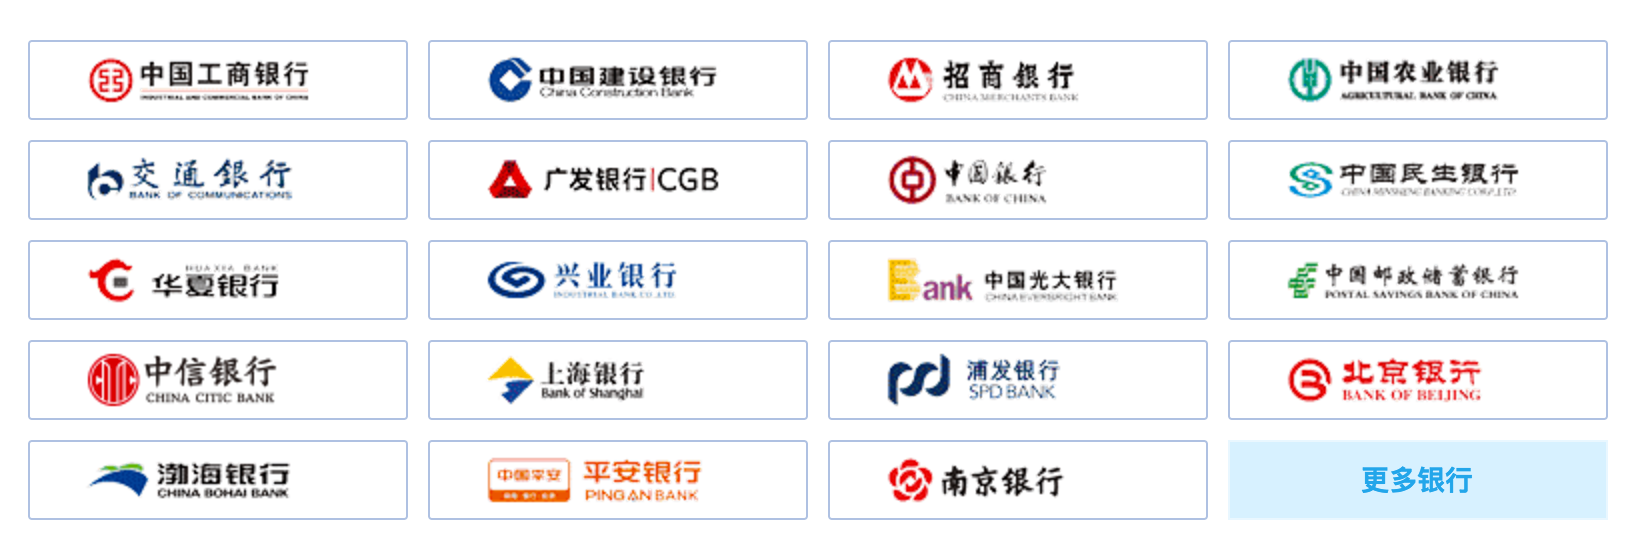 中国工商银行
INDUSTRIAL AND COMMERCIAL BANK OF CHINA
中国建设银行
China Construction Bank
招商銀行
CHINA MERCHANTS BANK
中国农业银行
AGRICULTURAL BANK OF CHINA
交通銀行
BANK OF COMMUNICATIONS
广发银行|CGB
中国银行
BANK OF CHINA
中国民生银行
CHINA MINSHENG BANKING CORP.,LTD.
HUA XIA BANK
华夏银行
兴业银行
INDUSTRIAL BANK CO.,LTD.
Bank
中国光大银行
CHINA EVERBRIGHT BANK
中国邮政储蓄银行
POSTAL SAVINGS BANK OF CHINA
中信银行
CHINA CITIC BANK
上海银行
Bank of Shanghai
浦发银行
SPD BANK
北京银行
BANK OF BEIJING
渤海银行
CHINA BOHAI BANK
中国平安
平安银行
PING AN BANK
南京银行
更多银行